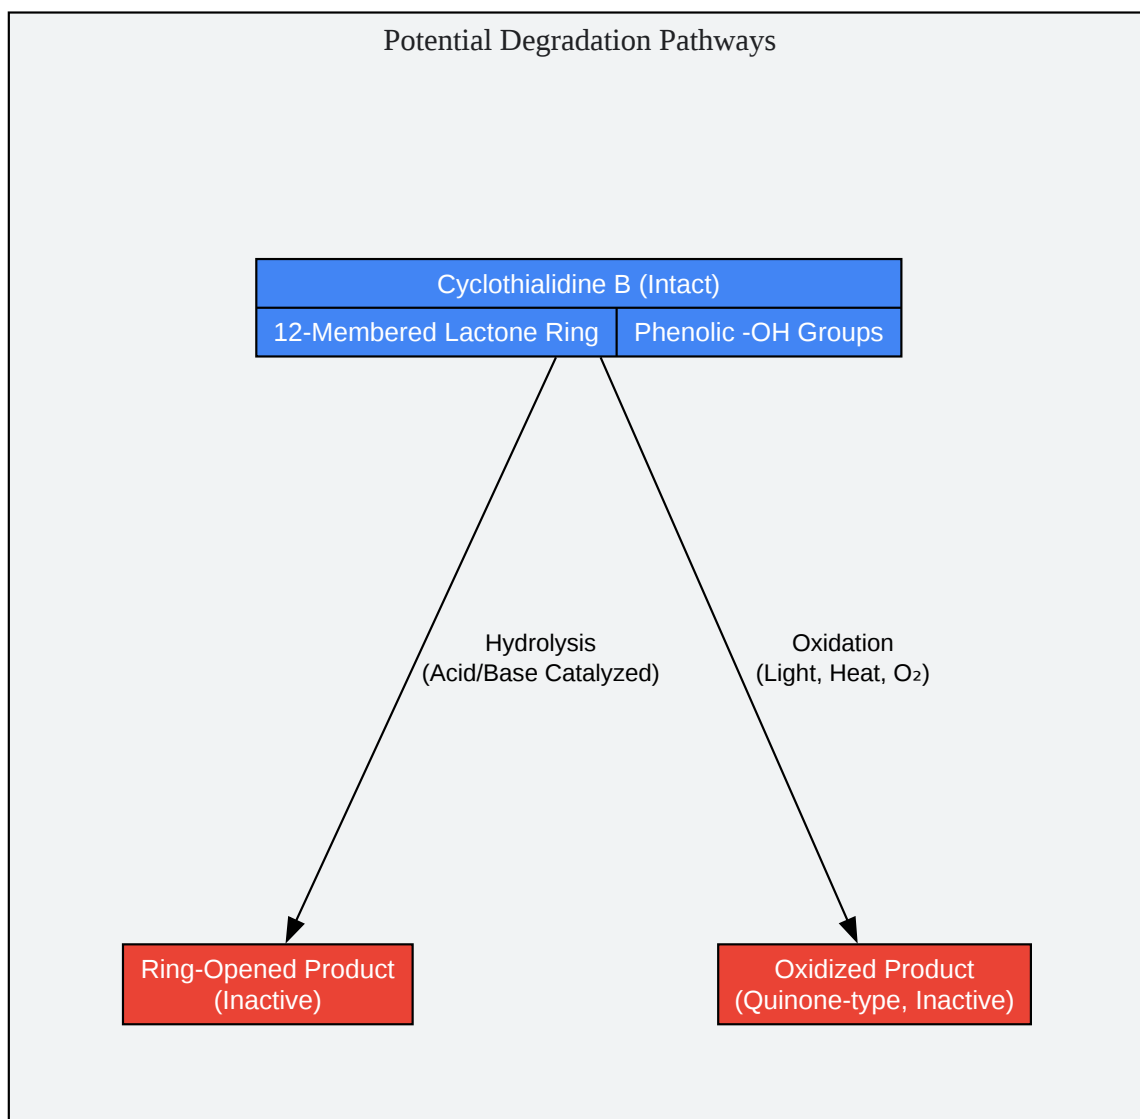 Potential Degradation Pathways
Cyclothialidine B (Intact)
12-Membered Lactone Ring
Phenolic -OH Groups
Hydrolysis
(Acid/Base Catalyzed)
Oxidation
(Light, Heat, O₂)
Ring-Opened Product
(Inactive)
Oxidized Product
(Quinone-type, Inactive)